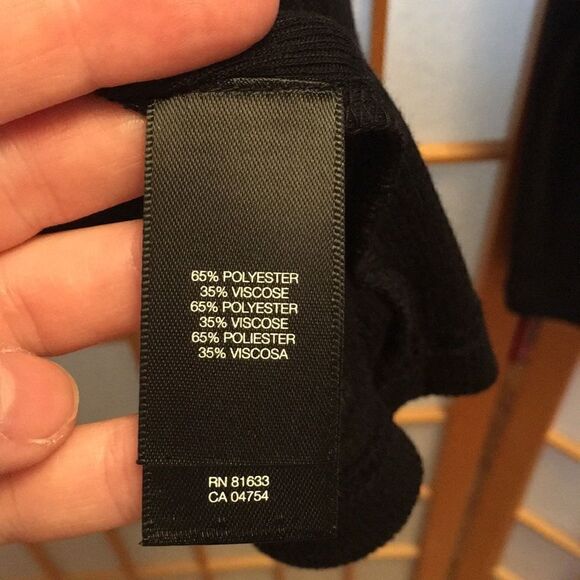 65% POLYESTER
35% VISCOSE
65% POLYESTER
35% VISCOSE
65% POLIESTER
35% VISCOSA
RN 81633
CA 04754